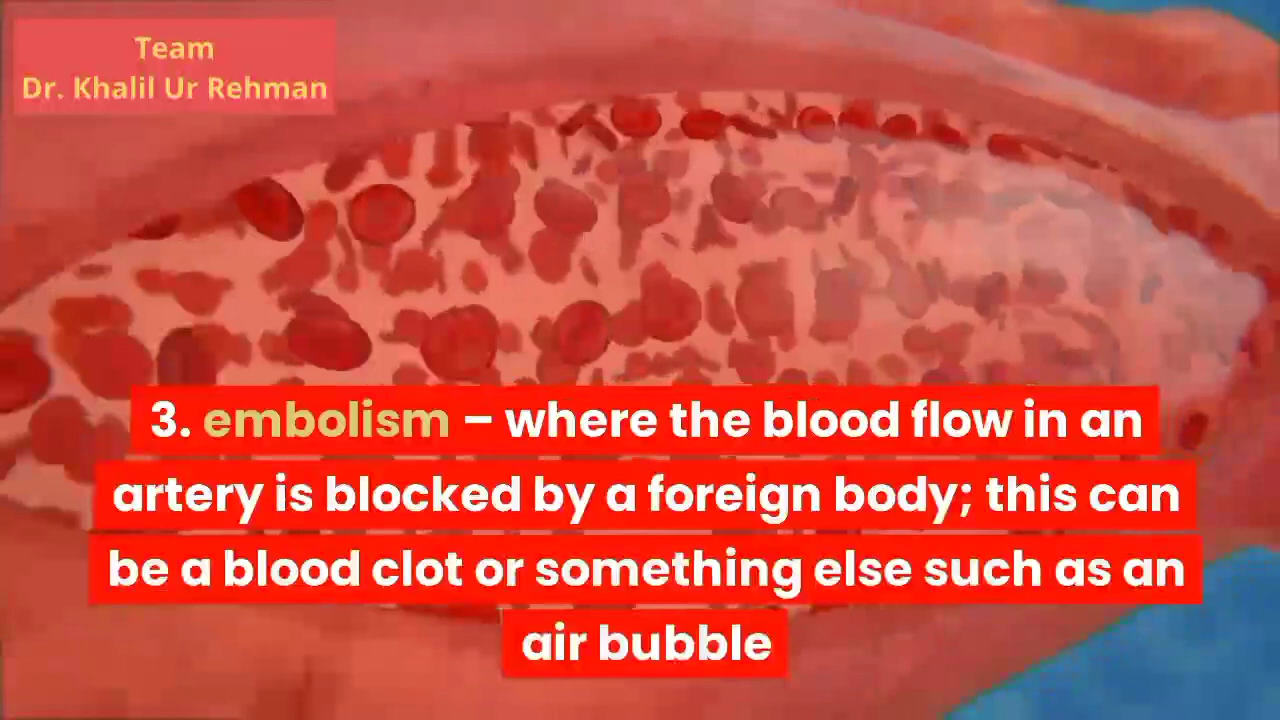 Team
Dr. Khalil Ur Rehman
3. embolism – where the blood flow in an
artery is blocked by a foreign body; this can
be a blood clot or something else such as an
air bubble